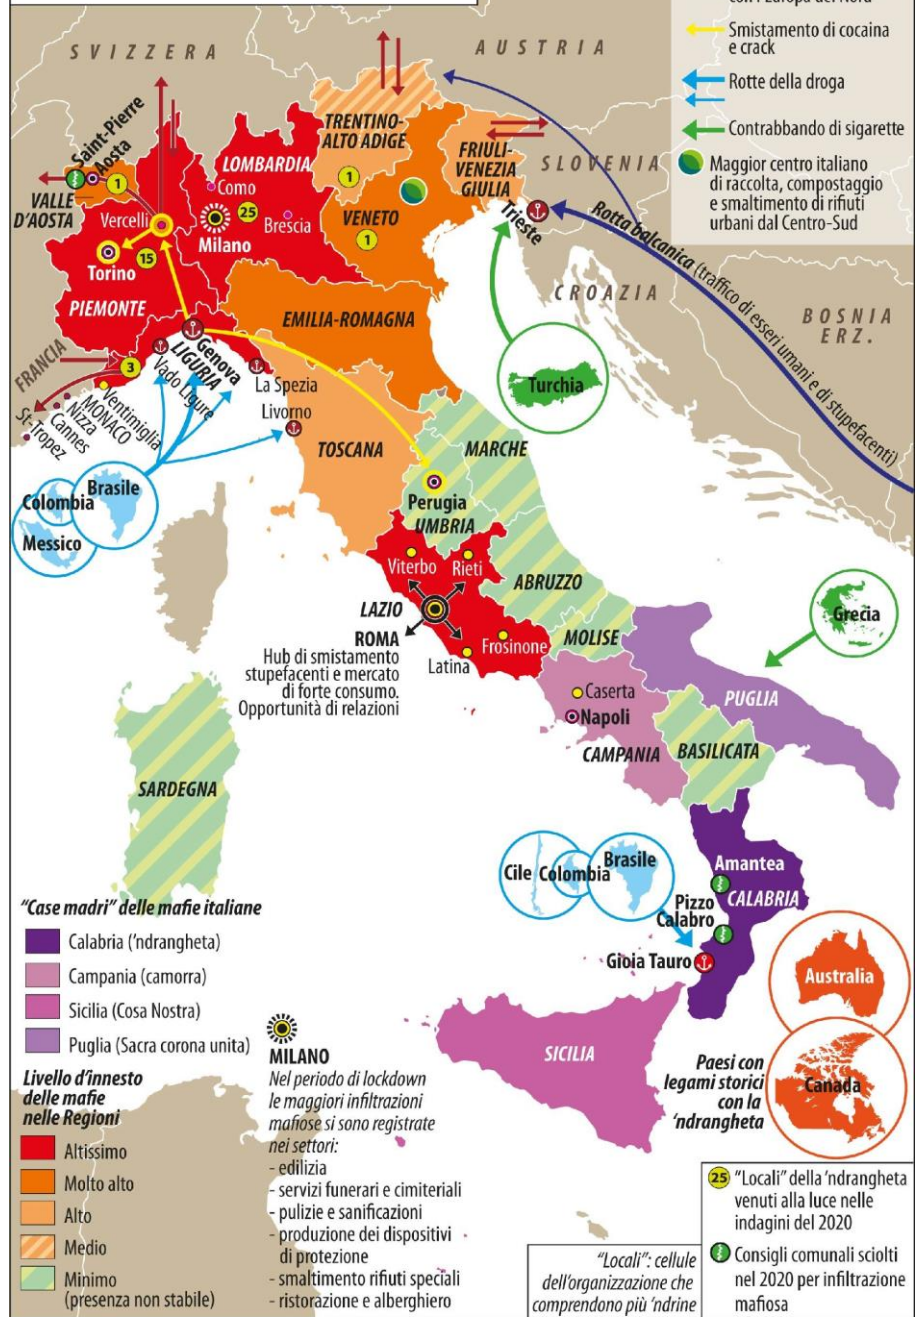 con l'Europa del Nord
Smistamento di cocaina
e crack
Rotte della droga
Contrabbando di sigarette
Maggior centro italiano
di raccolta, compostaggio
e smaltimento di rifiuti
urbani dal Centro-Sud
SVIZZERA
AUSTRIA
SLOVENIA
CROAZIA
BOSNIA
ERZ.
FRANCIA
Saint-Pierre
Aosta
1
VALLE
D'AOSTA
TRENTINO-
ALTO ADIGE
1
FRIULI-
VENEZIA
GIULIA
LOMBARDIA
Como
25
Milano
Brescia
VENETO
1
Trieste
Rotta balcanica (traffico di esseri umani e di stupefacenti)
Vercelli
Torino
15
PIEMONTE
EMILIA-ROMAGNA
Genova
LIGURIA
3
Vado Ligure
La Spezia
Livorno
Ventimiglia
MONACO
Nizza
Cannes
St-Tropez
Turchia
TOSCANA
MARCHE
Colombia
Brasile
Messico
Perugia
UMBRIA
Viterbo
Rieti
ABRUZZO
LAZIO
ROMA
Hub di smistamento
stupefacenti e mercato
di forte consumo.
Opportunità di relazioni
Frosinone
Latina
MOLISE
Grecia
Caserta
Napoli
CAMPANIA
PUGLIA
BASILICATA
SARDEGNA
Cile
Colombia
Brasile
Amantea
Pizzo
Calabro
CALABRIA
Gioia Tauro
SICILIA
Australia
Canada
Paesi con
legami storici
con la
'ndrangheta
"Case madri" delle mafie italiane
Calabria ('ndrangheta)
Campania (camorra)
Sicilia (Cosa Nostra)
Puglia (Sacra corona unita)
Livello d'innesto
delle mafie
nelle Regioni
Altissimo
Molto alto
Alto
Medio
Minimo
(presenza non stabile)
MILANO
Nel periodo di lockdown
le maggiori infiltrazioni
mafiose si sono registrate
nei settori:
- edilizia
- servizi funerari e cimiteriali
- pulizie e sanificazioni
- produzione dei dispositivi
di protezione
- smaltimento rifiuti speciali
- ristorazione e alberghiero
"Locali": cellule
dell'organizzazione che
comprendono più 'ndrine
25 "Locali" della 'ndrangheta
venuti alla luce nelle
indagini del 2020
Consigli comunali sciolti
nel 2020 per infiltrazione
mafiosa